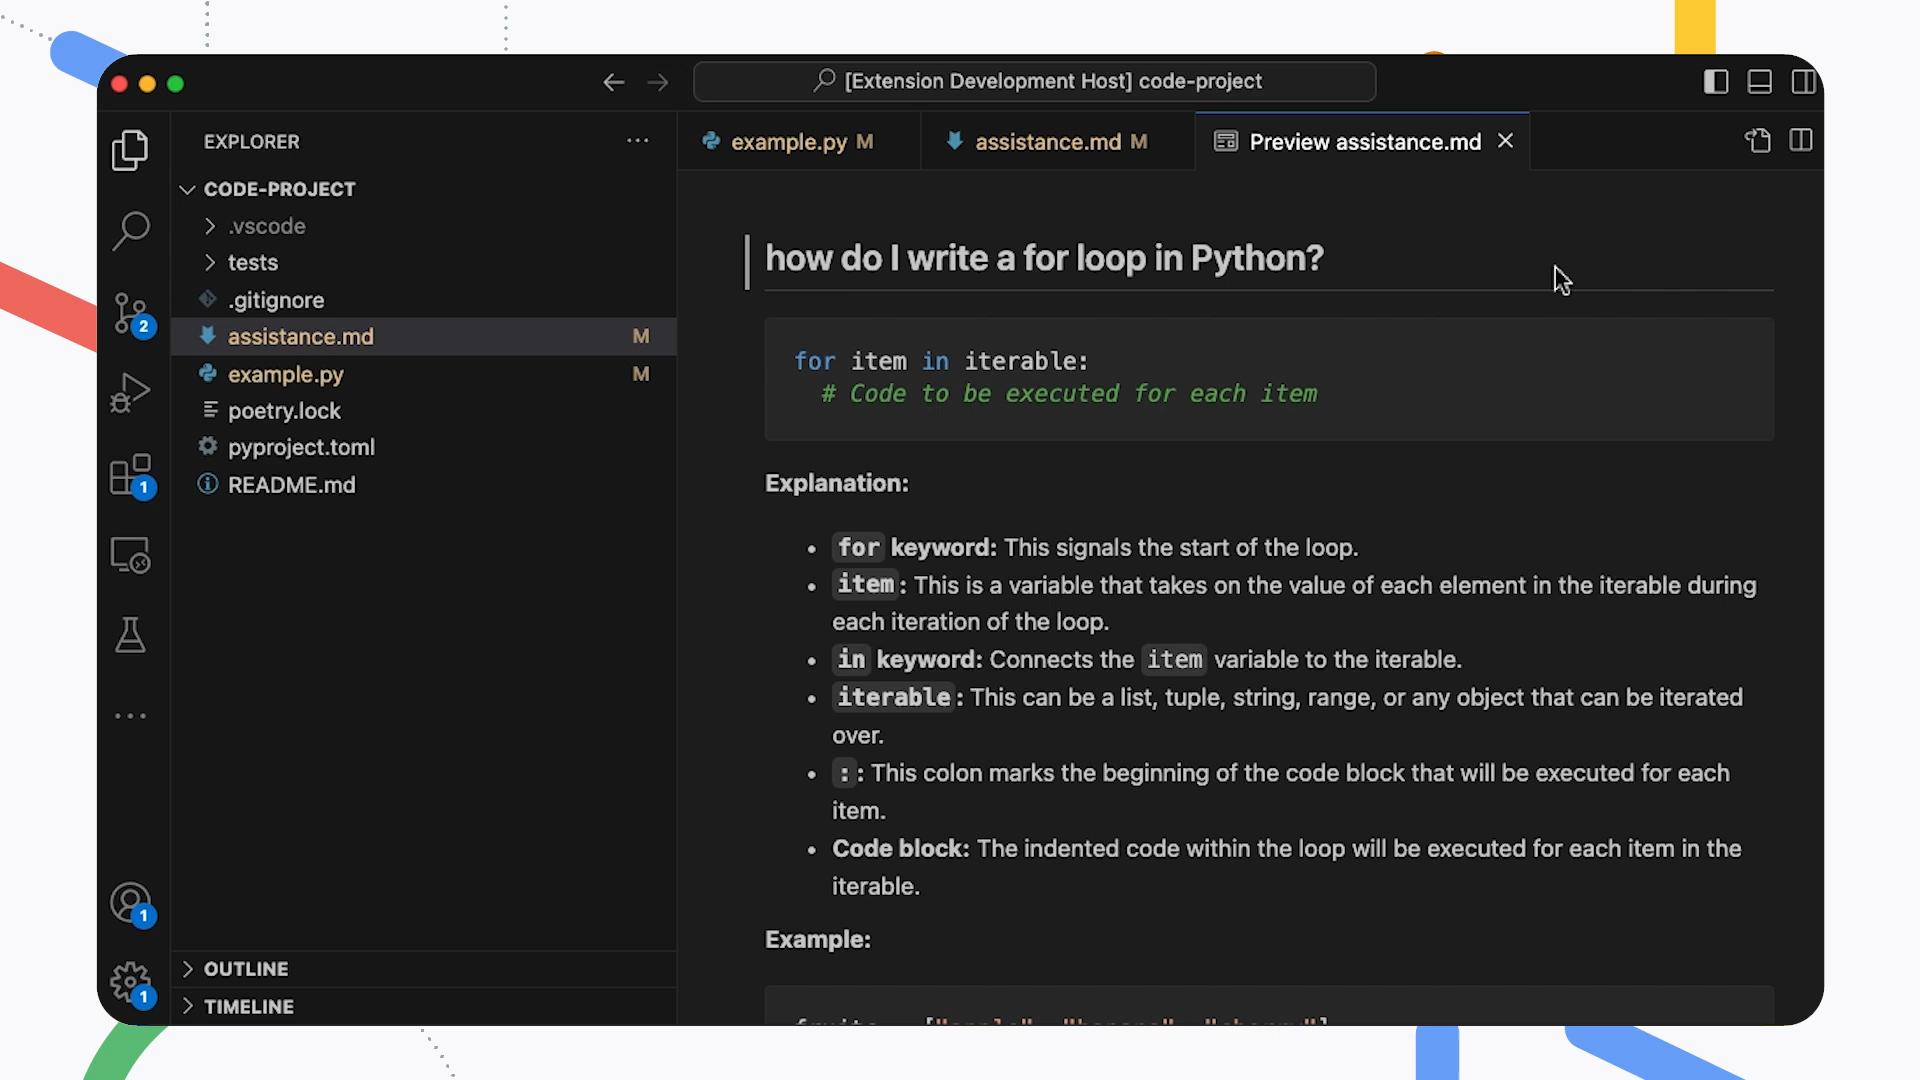 [Extension Development Host] code-project
EXPLORER
example.py M
assistance.md M
Preview assistance.md
CODE-PROJECT
.vscode
tests
.gitignore
assistance.md M
example.py M
poetry.lock
pyproject.toml
README.md
OUTLINE
TIMELINE
2
1
1
1
how do I write a for loop in Python?
for item in iterable:
# Code to be executed for each item
Explanation:
• for keyword: This signals the start of the loop.
• item: This is a variable that takes on the value of each element in the iterable during
each iteration of the loop.
• in keyword: Connects the item variable to the iterable.
• iterable: This can be a list, tuple, string, range, or any object that can be iterated
over.
• :: This colon marks the beginning of the code block that will be executed for each
item.
• Code block: The indented code within the loop will be executed for each item in the
iterable.
Example: